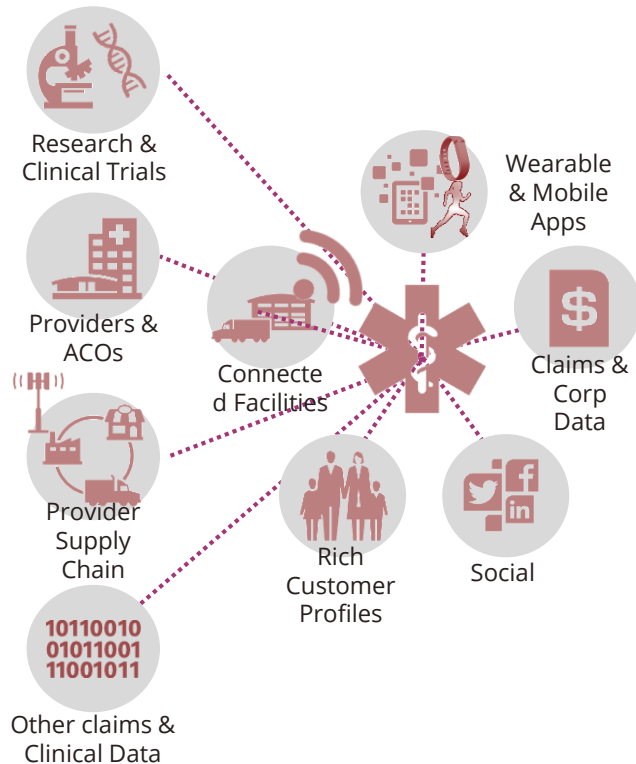 Research &
Clinical Trials
Wearable
& Mobile
Apps
Providers &
ACOs
Connecte
d Facilities
$
Claims &
Corp
Data
Provider
Supply
Chain
Rich
Customer
Profiles
f
in
Social
10110010
01011001
11001011
Other claims &
Clinical Data